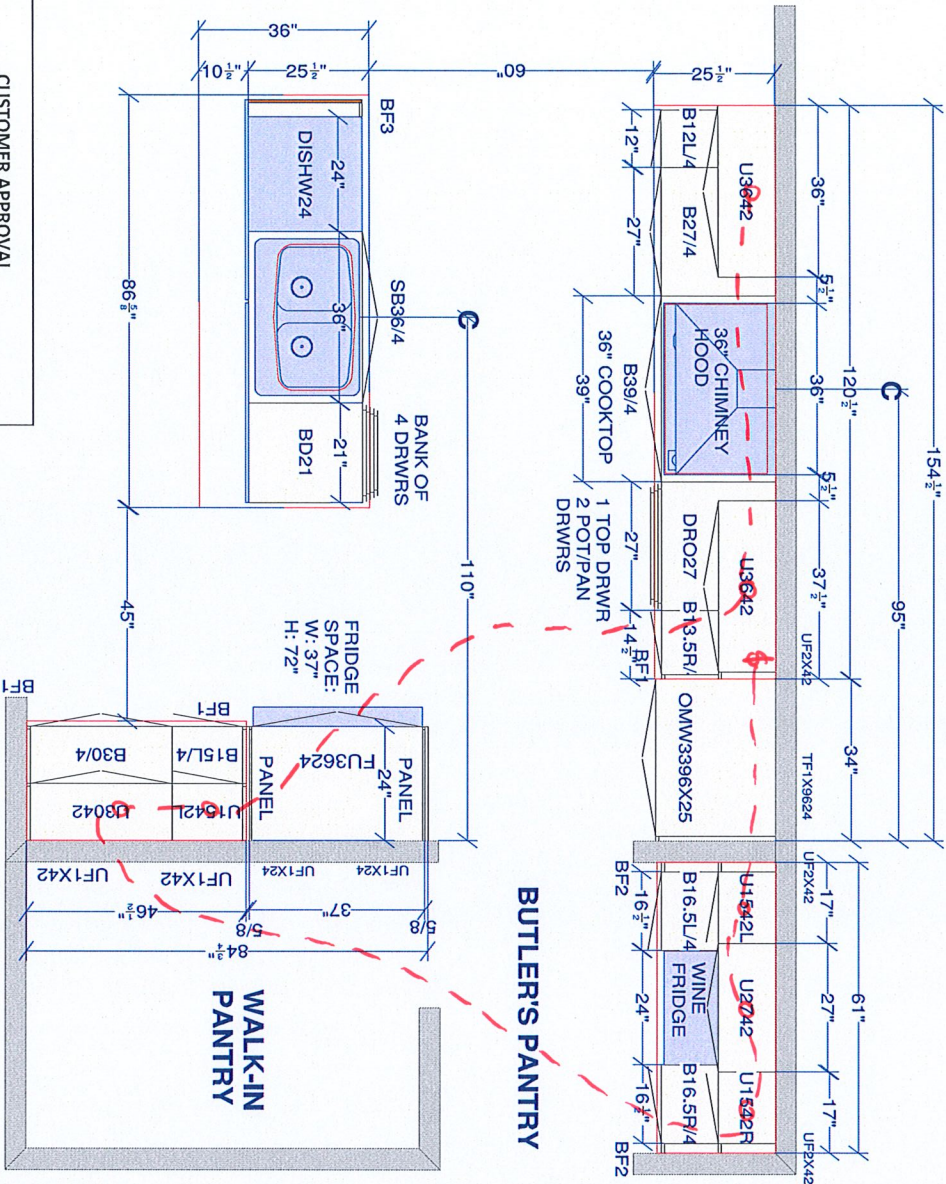 154 1/2"
95"
120 1/2"
34"
61"
36"
5 1/2"
36"
5 1/2"
37 1/2"
17"
27"
17"
UF2X42
TF1X9624
UF2X42
UF2X42
C
U3642
36" CHIMNEY
HOOD
U3642
U1542L
U2742
U1542R
$
25 1/2"
B12L/4
B27/4
DRO27
B13.5R/
OMW3396X25
B16.5L/4
WINE
FRIDGE
B16.5R/4
BF1
BF2
BF2
12"
27"
39"
27"
14 1/2"
16 1/2"
24"
16 1/2"
B39/4
36" COOKTOP
1 TOP DRWR
2 POT/PAN
DRWRS
60"
BUTLER'S PANTRY
C
110"
BF3
SB36/4
BANK OF
4 DRWRS
FRIDGE
SPACE:
W: 37"
H: 72"
36"
25 1/2"
10 1/2"
DISHW24
24"
36"
BD21
21"
86 5/8"
45"
PANEL
FU3624
24"
PANEL
UF1X24
UF1X24
5/8
37"
5/8
BF1
B15L/4
U1542L
B30/4
U3042
UF1X42
UF1X42
46 1/2"
84 3/4"
BF1
WALK-IN
PANTRY
CUSTOMER APPROVAL